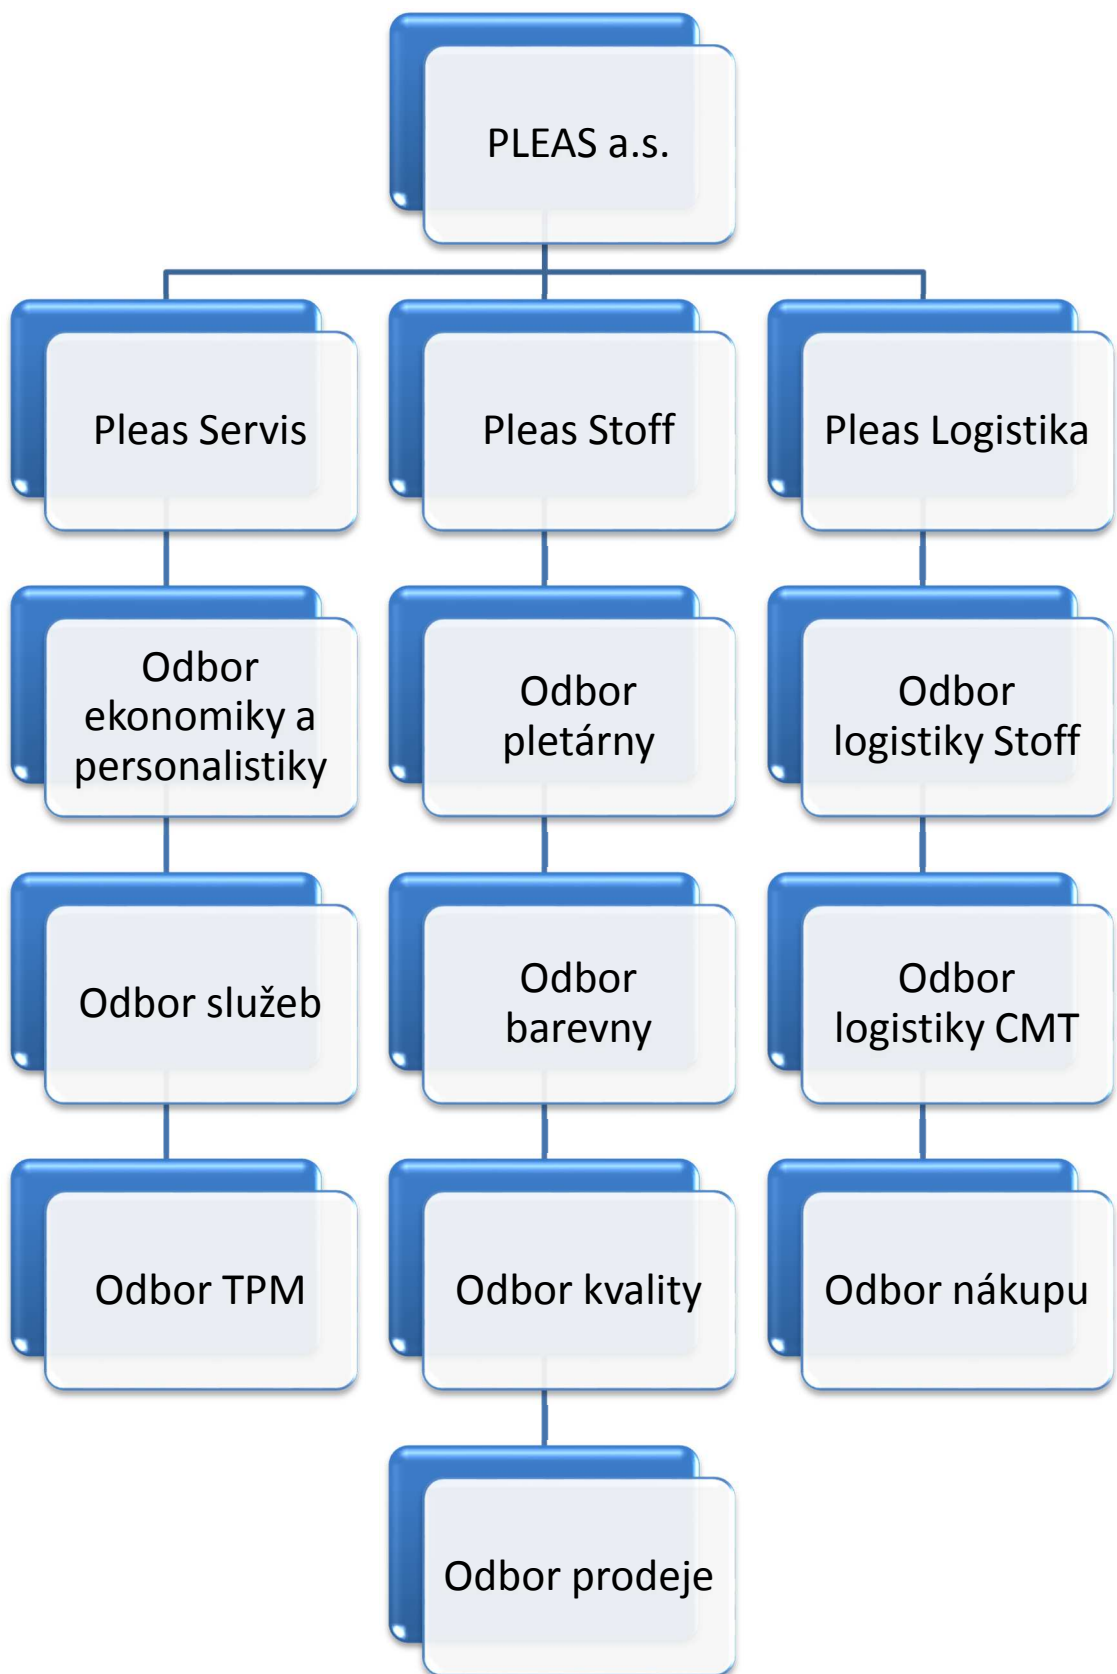 PLEAS a.s.
Pleas Servis
Pleas Stoff
Pleas Logistika
Odbor
ekonomiky a
personalistiky
Odbor
pletárny
Odbor
logistiky Stoff
Odbor služeb
Odbor
barevny
Odbor
logistiky CMT
Odbor TPM
Odbor kvality
Odbor nákupu
Odbor prodeje